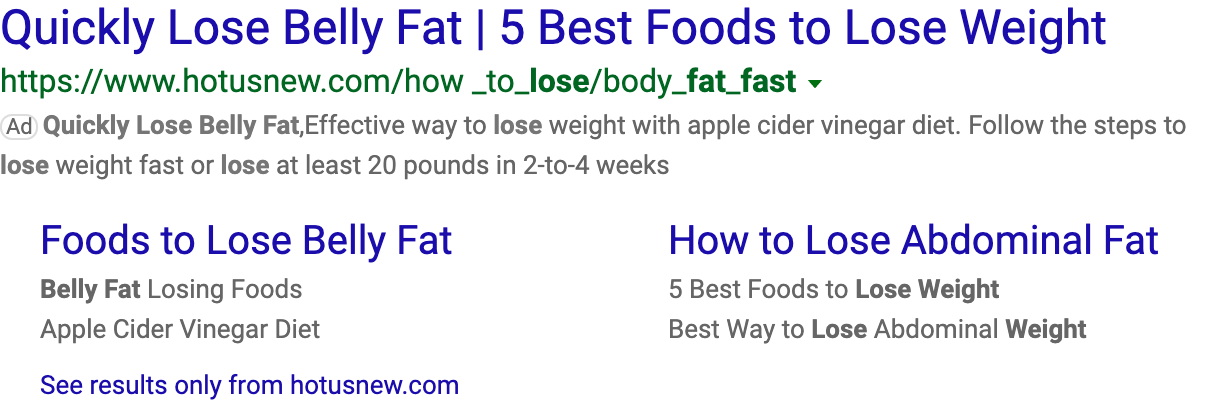 Quickly Lose Belly Fat | 5 Best Foods to Lose Weight
https://www.hotusnew.com/how _to_lose/body_fat_fast
Ad Quickly Lose Belly Fat,Effective way to lose weight with apple cider vinegar diet. Follow the steps to
lose weight fast or lose at least 20 pounds in 2-to-4 weeks
Foods to Lose Belly Fat
Belly Fat Losing Foods
Apple Cider Vinegar Diet
How to Lose Abdominal Fat
5 Best Foods to Lose Weight
Best Way to Lose Abdominal Weight
See results only from hotusnew.com